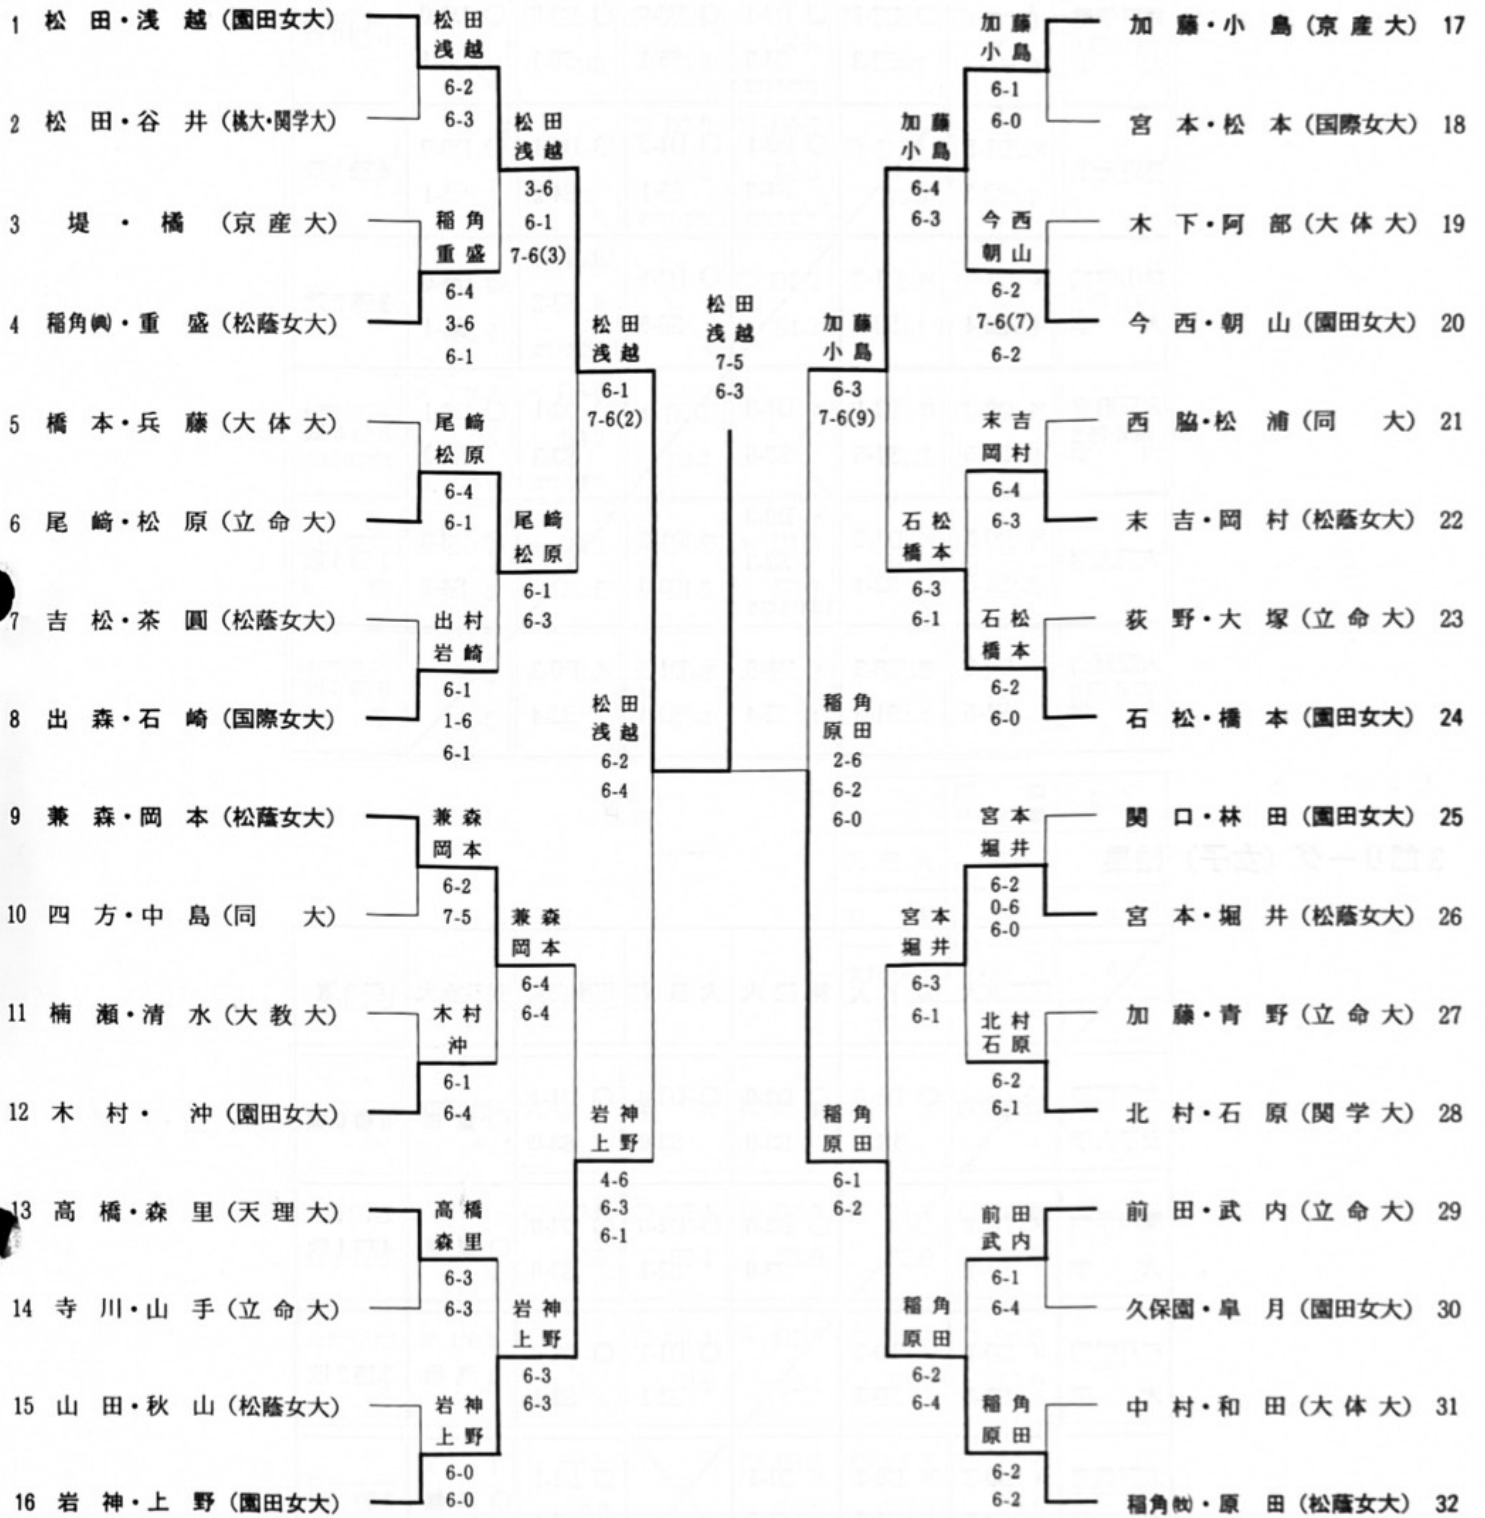 1 松田・浅越(園田女大)
2 松田・谷井(桃大・関学大)
3 堤・橘(京産大)
4 稲角㈱・重盛(松蔭女大)
5 橋本・兵藤(大体大)
6 尾﨑・松原(立命大)
7 吉松・茶圓(松蔭女大)
8 出森・石崎(国際女大)
9 兼森・岡本(松蔭女大)
10 四方・中島(同大)
11 楠瀬・清水(大教大)
12 木村・沖(園田女大)
13 高橋・森里(天理大)
14 寺川・山手(立命大)
15 山田・秋山(松蔭女大)
16 岩神・上野(園田女大)
松田
浅越
6-2
6-3
稲角
重盛
6-4
3-6
6-1
尾﨑
松原
6-4
6-1
出村
岩崎
6-1
1-6
6-1
兼森
岡本
6-2
7-5
木村
沖
6-1
6-4
高橋
森里
6-3
6-3
岩神
上野
6-0
6-0
松田
浅越
3-6
6-1
7-6(3)
尾﨑
松原
6-1
6-3
兼森
岡本
6-4
6-4
岩神
上野
6-3
6-3
松田
浅越
6-1
7-6(2)
岩神
上野
4-6
6-3
6-1
松田
浅越
6-2
6-4
松田
浅越
7-5
6-3
稲角
原田
2-6
6-2
6-0
加藤
小島
6-3
7-6(9)
稲角
原田
6-1
6-2
加藤
小島
6-4
6-3
石松
橋本
6-3
6-1
宮本
堀井
6-3
6-1
稲角
原田
6-2
6-4
加藤
小島
6-1
6-0
今西
朝山
6-2
7-6(7)
6-2
末吉
岡村
6-4
6-3
石松
橋本
6-2
6-0
宮本
堀井
6-2
0-6
6-0
北村
石原
6-2
6-1
前田
武内
6-1
6-4
稲角
原田
6-2
6-2
加藤・小島(京産大) 17
宮本・松本(国際女大) 18
木下・阿部(大体大) 19
今西・朝山(園田女大) 20
西脇・松浦(同大) 21
末吉・岡村(松蔭女大) 22
荻野・大塚(立命大) 23
石松・橋本(園田女大) 24
関口・林田(園田女大) 25
宮本・堀井(松蔭女大) 26
加藤・青野(立命大) 27
北村・石原(関学大) 28
前田・武内(立命大) 29
久保園・皐月(園田女大) 30
中村・和田(大体大) 31
稲角・原田(松蔭女大) 32